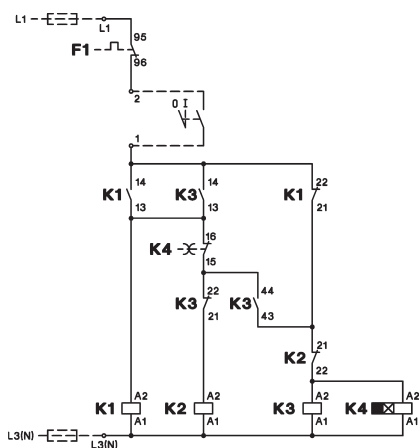 L1
L1
95
F1
96
2
0 I
1
14 14 22
K1 K3 K1
13 13 21
16
K4
15
22 44
K3 K3
21 43
21
K2
22
A2 A2 A2 A2
K1 K2 K3 K4
A1 A1 A1 A1
L3(N)
L3(N)